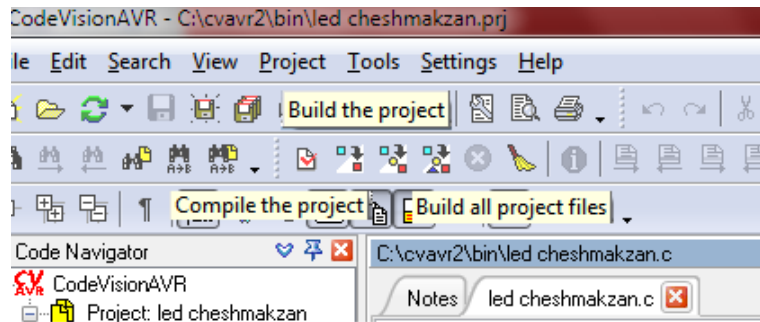 CodeVisionAVR - C:\cvavr2\bin\led cheshmakzan.prj
ile Edit Search View Project Tools Settings Help
Build the project
Compile the project
Build all project files
Code Navigator
C:\cvavr2\bin\led cheshmakzan.c
CodeVisionAVR
Notes
led cheshmakzan.c
Project: led cheshmakzan